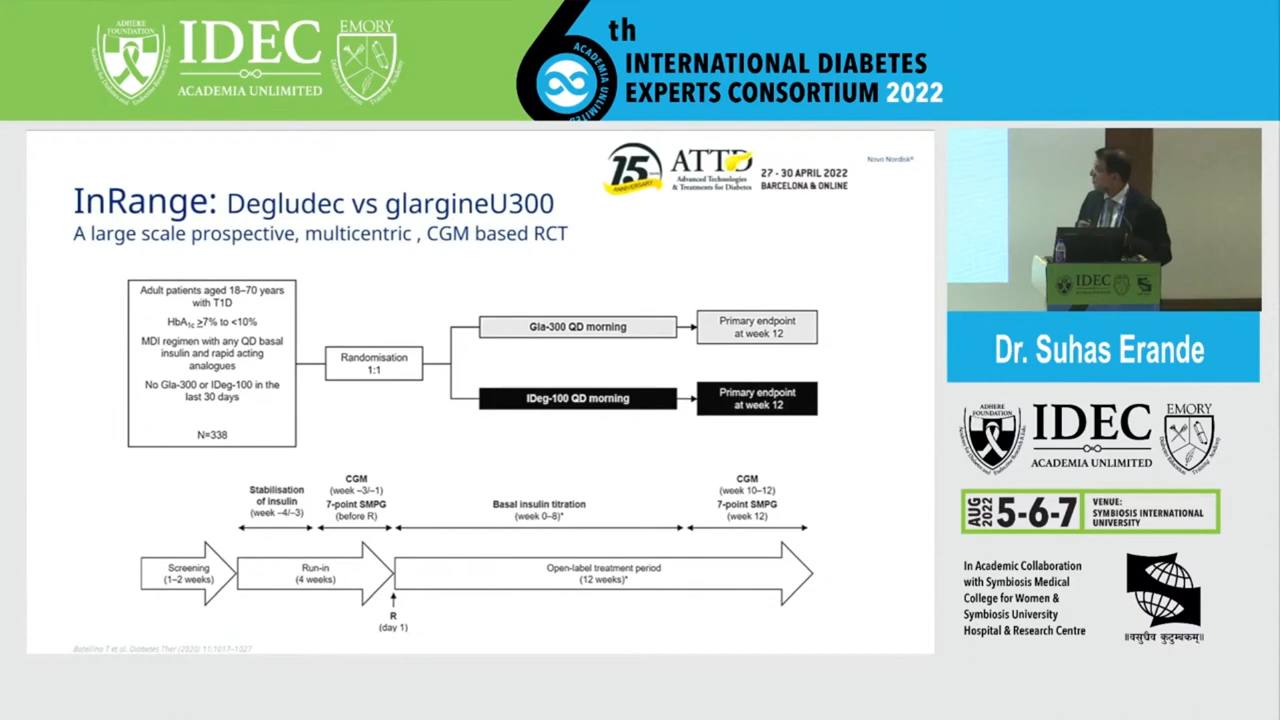 ADHERE
FOUNDATION
IDEC
ACADEMIA UNLIMITED
EMORY
6th
ACADEMIA UNLIMITED
INTERNATIONAL DIABETES
EXPERTS CONSORTIUM 2022
75
ANNIVERSARY
ATTD
Advanced Technologies
& Treatments for Diabetes
27 - 30 APRIL 2022
BARCELONA & ONLINE
Novo Nordisk®
InRange: Degludec vs glargineU300
A large scale prospective, multicentric , CGM based RCT
Adult patients aged 18–70 years
with T1D
HbA1c ≥7% to <10%
MDI regimen with any QD basal
insulin and rapid acting
analogues
No Gla-300 or IDeg-100 in the
last 30 days
N=338
Randomisation
1:1
Gla-300 QD morning
Primary endpoint
at week 12
IDeg-100 QD morning
Primary endpoint
at week 12
Stabilisation
of insulin
(week –4/–3)
CGM
(week –3/–1)
7-point SMPG
(before R)
Basal insulin titration
(week 0–8)*
CGM
(week 10–12)
7-point SMPG
(week 12)
Screening
(1–2 weeks)
Run-in
(4 weeks)
Open-label treatment period
(12 weeks)*
R
(day 1)
Battelino T et al. Diabetes Ther (2020) 11:1017–1027
IDEC
Dr. Suhas Erande
ADHERE
FOUNDATION
IDEC
ACADEMIA UNLIMITED
EMORY
AUG
2022
5-6-7
VENUE:
SYMBIOSIS INTERNATIONAL
UNIVERSITY
In Academic Collaboration
with Symbiosis Medical
College for Women &
Symbiosis University
Hospital & Research Centre
॥वसुधैव कुटुम्बकम्॥